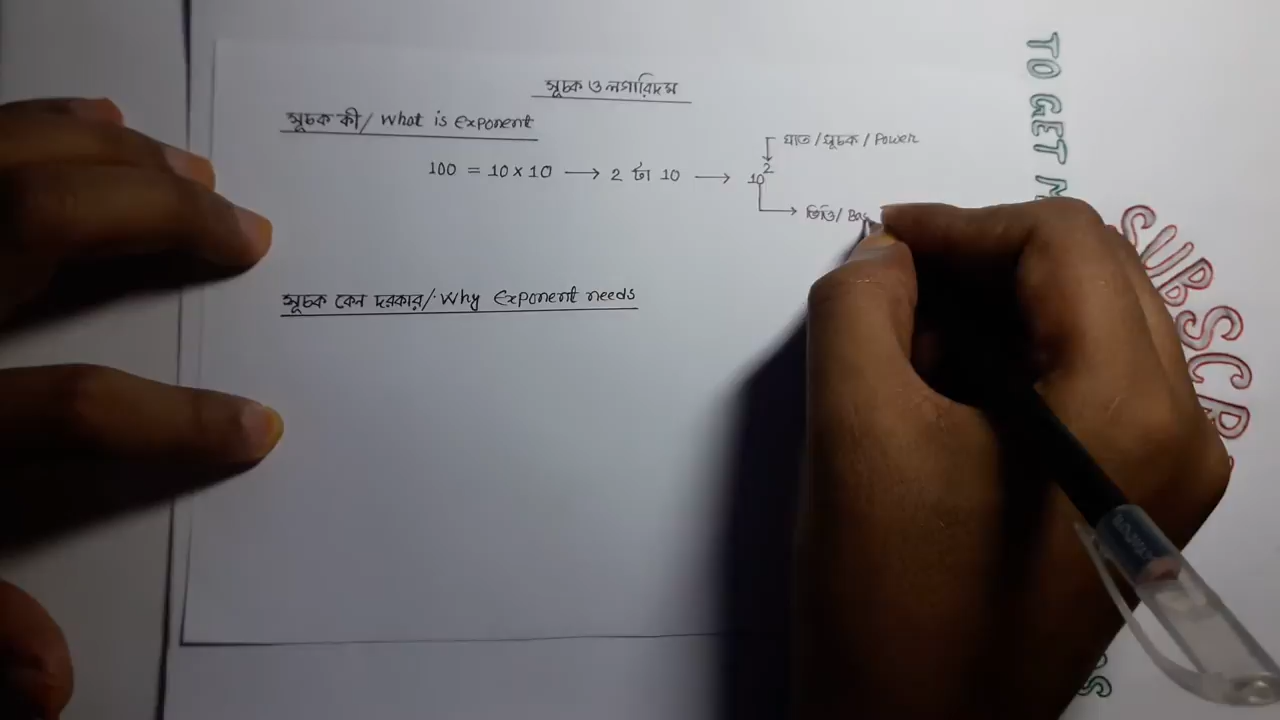 সূচক ও লগারিদম
সূচক কী / What is Exponent
ঘাত / সূচক / Power
100 = 10 × 10 → 2 টা 10 → 10²
ভিত্তি / Bas
সূচক কেন দরকার / Why Exponent needs
TO GET M
SUBSCR